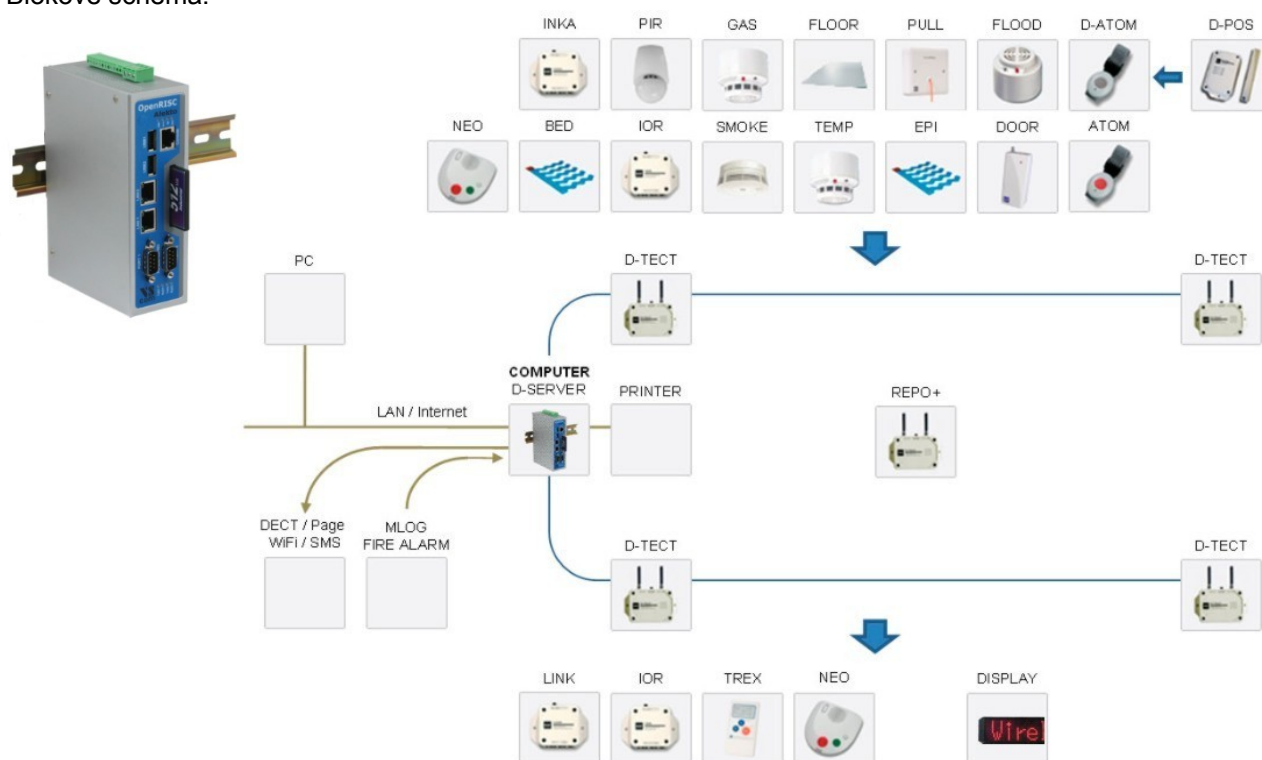 Blokové schéma:
INKA PIR GAS FLOOR PULL FLOOD D-ATOM D-POS
OpenRISC
NEO BED IOR SMOKE TEMP EPI DOOR ATOM
PC D-TECT D-TECT
COMPUTER
D-SERVER PRINTER REPO+
LAN / Internet
DECT / Page MLOG
WiFi / SMS FIRE ALARM
D-TECT D-TECT
LINK IOR TREX NEO DISPLAY
Wirel